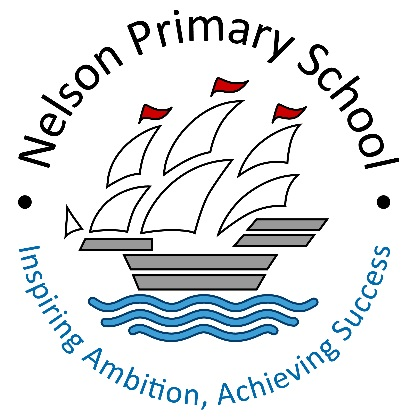 Nelson Primary School
Inspiring Ambition, Achieving Success